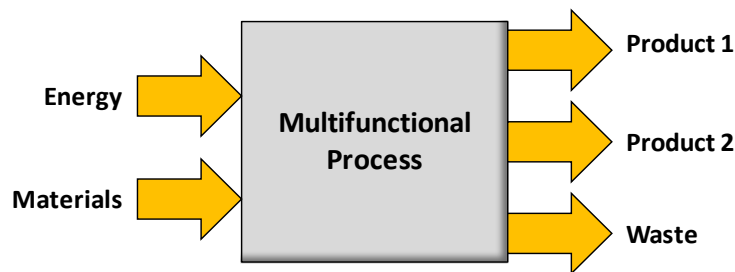 Energy
Materials
Multifunctional
Process
Product 1
Product 2
Waste